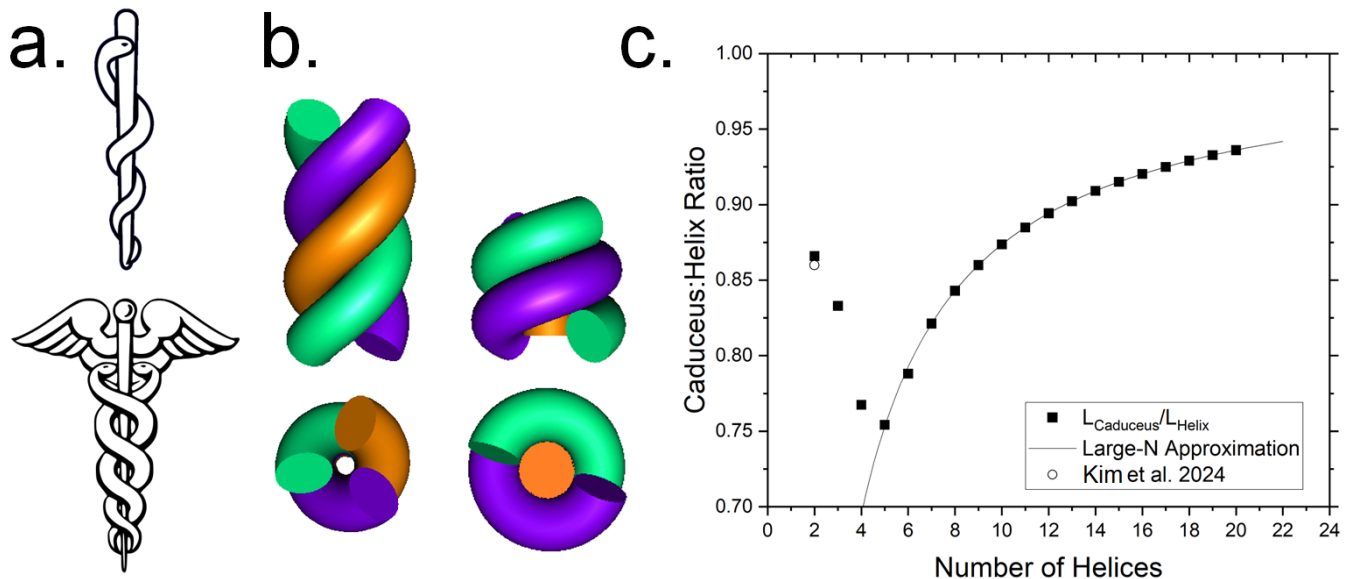 a.
b.
c.
1.00
0.95
0.90
0.85
0.80
0.75
0.70
Caduceus:Helix Ratio
0 2 4 6 8 10 12 14 16 18 20 22 24
Number of Helices
L_Caduceus/L_Helix
Large-N Approximation
Kim et al. 2024